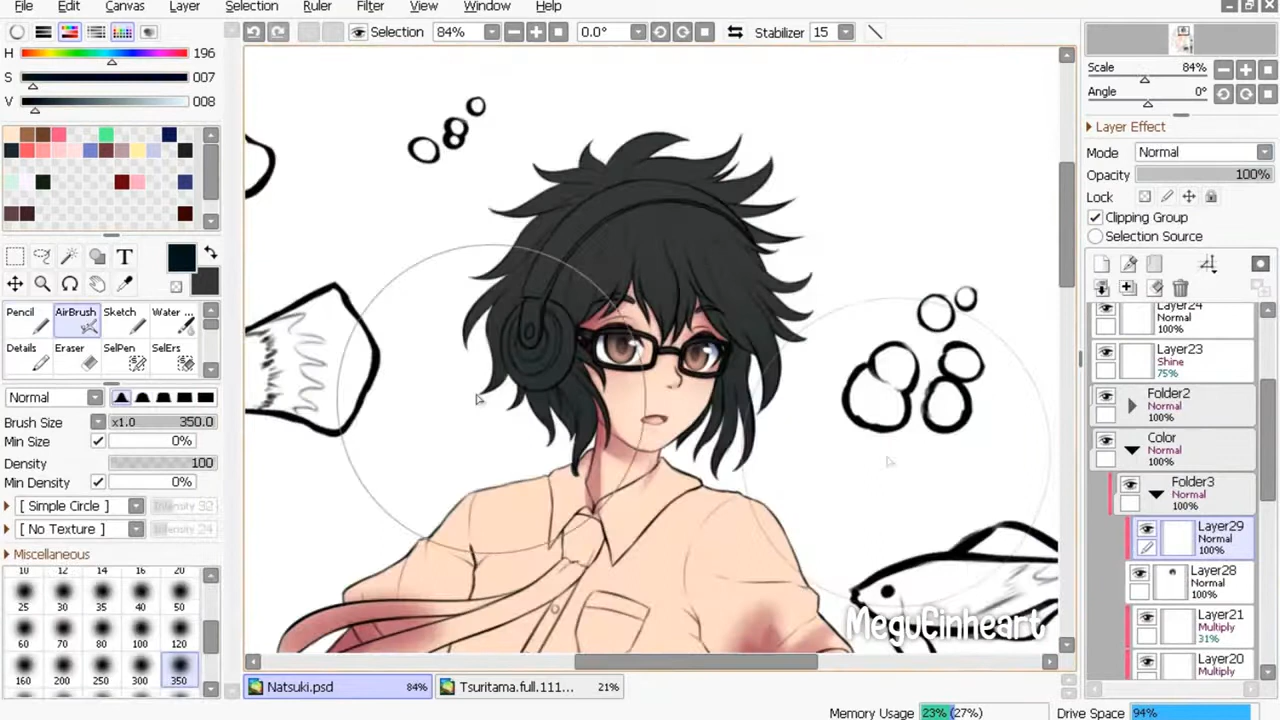 File Edit Canvas Layer Selection Ruler Filter View Window Help
Selection 84% 0.0° Stabilizer 15
H 196
S 007
V 008
T
Pencil AirBrush Sketch Water ...
Details Eraser SelPen SelErs
Normal
Brush Size x1.0 350.0
Min Size 0%
Density 100
Min Density 0%
[ Simple Circle ] Intensity 92
[ No Texture ] Intensity 24
Miscellaneous
10 12 14 16 20
25 30 35 40 50
60 70 80 100 120
160 200 250 300 350
MeguEinheart
Natsuki.psd 84% Tsuritama.full.111... 21%
Memory Usage 23% (27%) Drive Space 94%
Scale 84%
Angle 0°
Layer Effect
Mode Normal
Opacity 100%
Lock
Clipping Group
Selection Source
Layer24
Normal
100%
Layer23
Shine
75%
Folder2
Normal
100%
Color
Normal
100%
Folder3
Normal
100%
Layer29
Normal
100%
Layer28
Normal
100%
Layer21
Multiply
31%
Layer20
Multiply